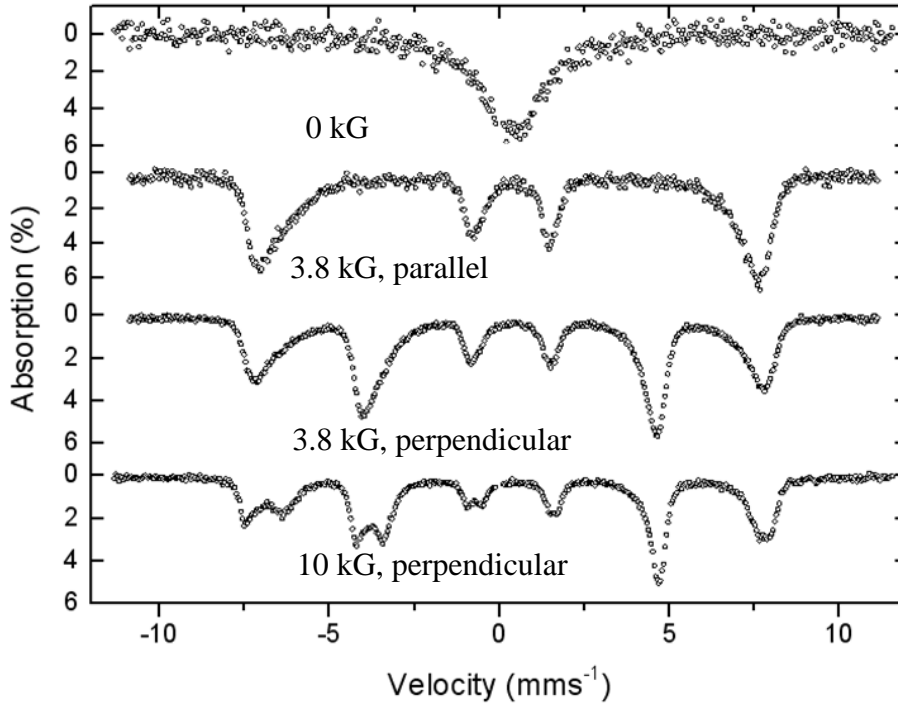 0
2
4
6
0 kG
0
2
4
6
3.8 kG, parallel
0
2
4
6
3.8 kG, perpendicular
0
2
4
6
10 kG, perpendicular
-10 -5 0 5 10
Absorption (%)
Velocity (mms-1)